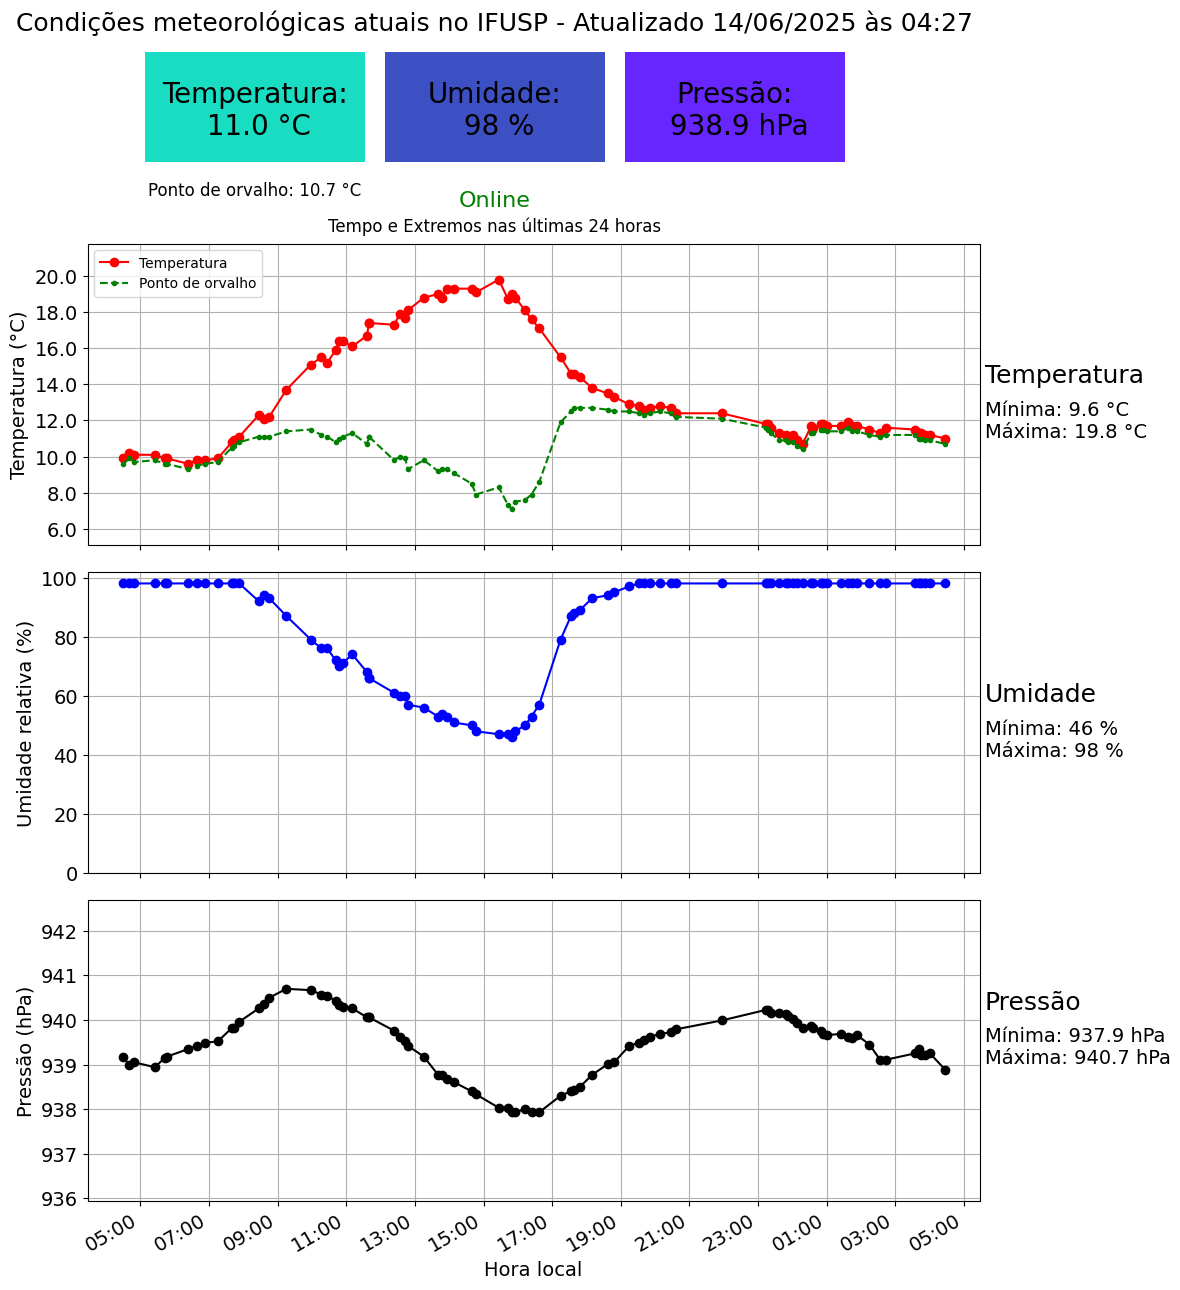 Condições meteorológicas atuais no IFUSP - Atualizado 14/06/2025 às 04:27
Temperatura:
11.0 °C
Umidade:
98 %
Pressão:
938.9 hPa
Ponto de orvalho: 10.7 °C
Online
Tempo e Extremos nas últimas 24 horas
Temperatura
Ponto de orvalho
Temperatura (°C)
20.0
18.0
16.0
14.0
12.0
10.0
8.0
6.0
Temperatura
Mínima: 9.6 °C
Máxima: 19.8 °C
Umidade relativa (%)
100
80
60
40
20
0
Umidade
Mínima: 46 %
Máxima: 98 %
Pressão (hPa)
942
941
940
939
938
937
936
Pressão
Mínima: 937.9 hPa
Máxima: 940.7 hPa
05:00
07:00
09:00
11:00
13:00
15:00
17:00
19:00
21:00
23:00
01:00
03:00
05:00
Hora local